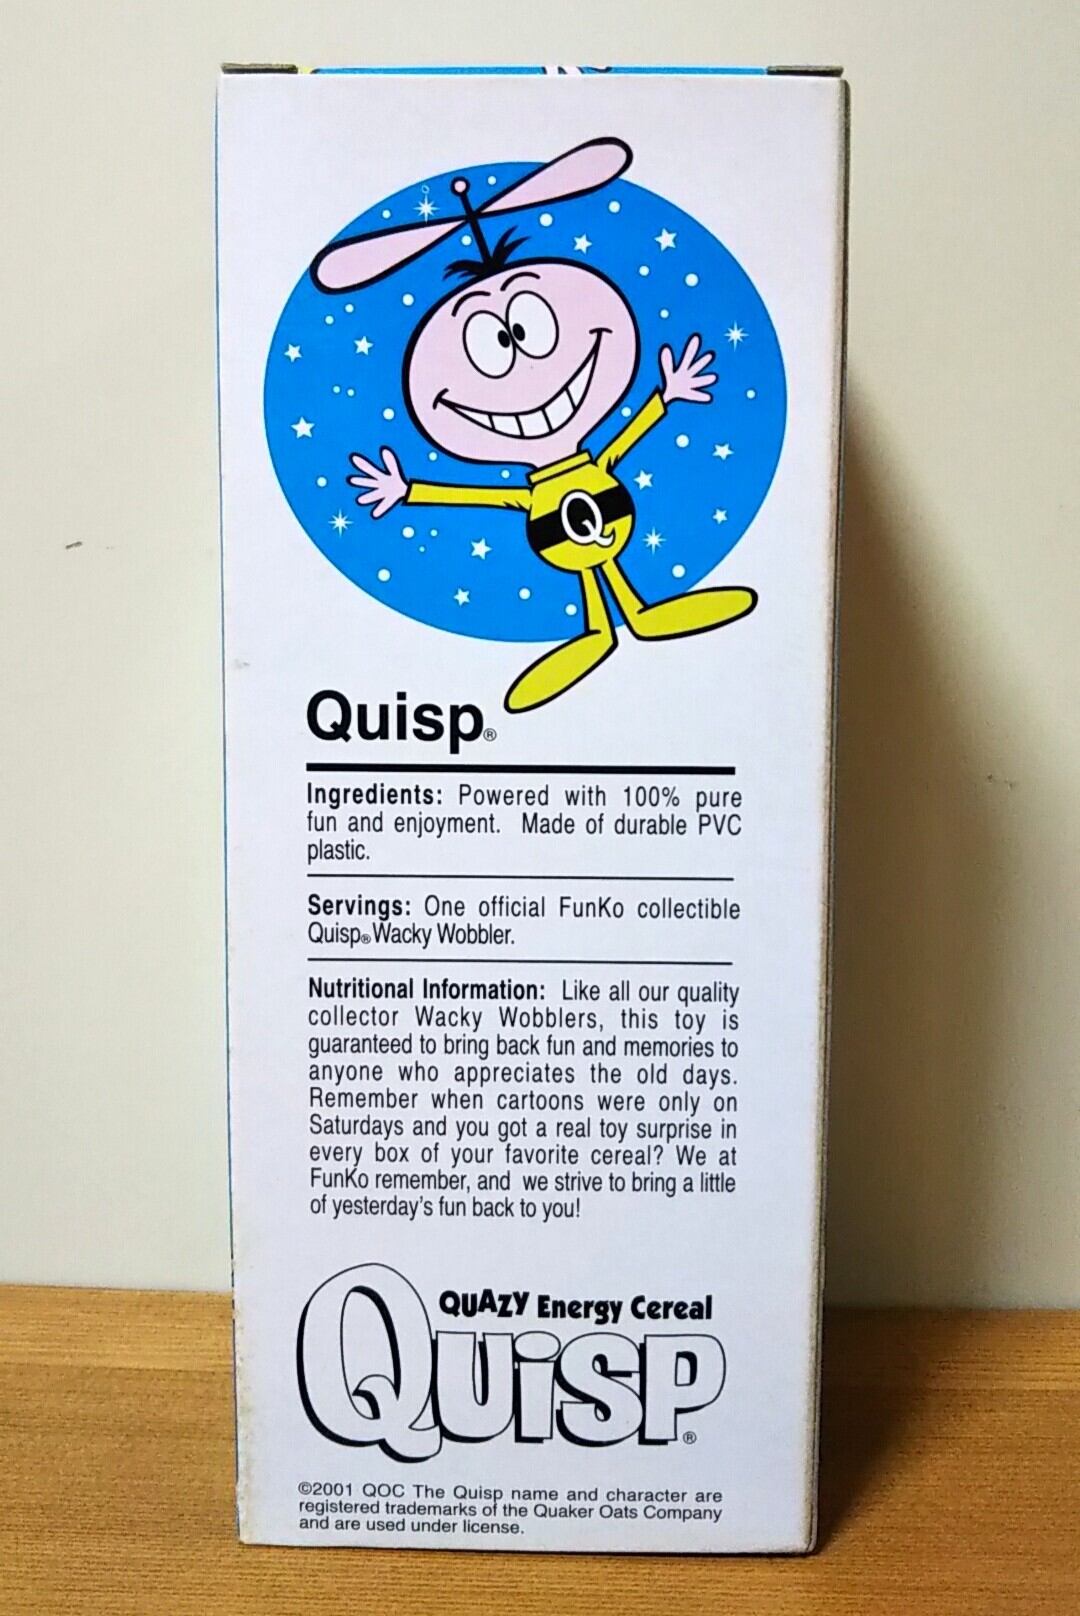 Q
Quisp®
Ingredients: Powered with 100% pure
fun and enjoyment. Made of durable PVC
plastic.
Servings: One official FunKo collectible
Quisp® Wacky Wobbler.
Nutritional Information: Like all our quality
collector Wacky Wobblers, this toy is
guaranteed to bring back fun and memories to
anyone who appreciates the old days.
Remember when cartoons were only on
Saturdays and you got a real toy surprise in
every box of your favorite cereal? We at
FunKo remember, and we strive to bring a little
of yesterday's fun back to you!
QUAZY Energy Cereal
QUiSP®
©2001 QOC The Quisp name and character are
registered trademarks of the Quaker Oats Company
and are used under license.